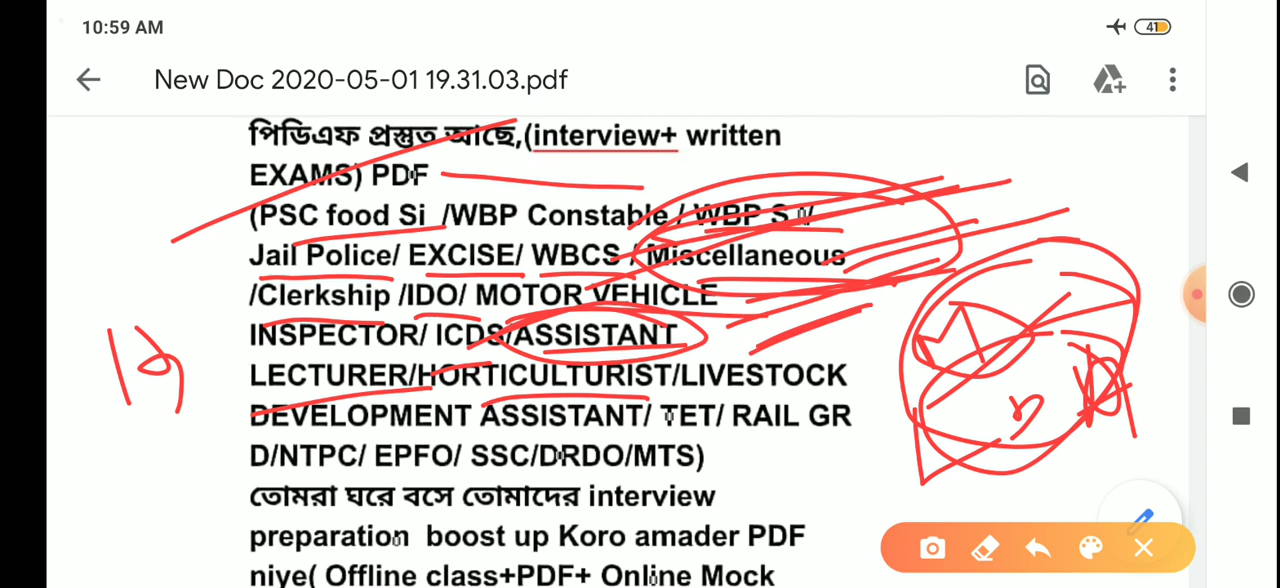 10:59 AM
41
New Doc 2020-05-01 19.31.03.pdf
পিডিএফ প্রস্তুত আছে,(interview+ written
EXAMS) PDF
(PSC food Si /WBP Constable / WBP S.I/
Jail Police/ EXCISE/ WBCS / Miscellaneous
/Clerkship /IDO/ MOTOR VEHICLE
INSPECTOR/ ICDS/ASSISTANT
LECTURER/HORTICULTURIST/LIVESTOCK
DEVELOPMENT ASSISTANT/ TET/ RAIL GR
D/NTPC/ EPFO/ SSC/DRDO/MTS)
তোমরা ঘরে বসে তোমাদের interview
preparation boost up Koro amader PDF
niye( Offline class+PDF+ Online Mock